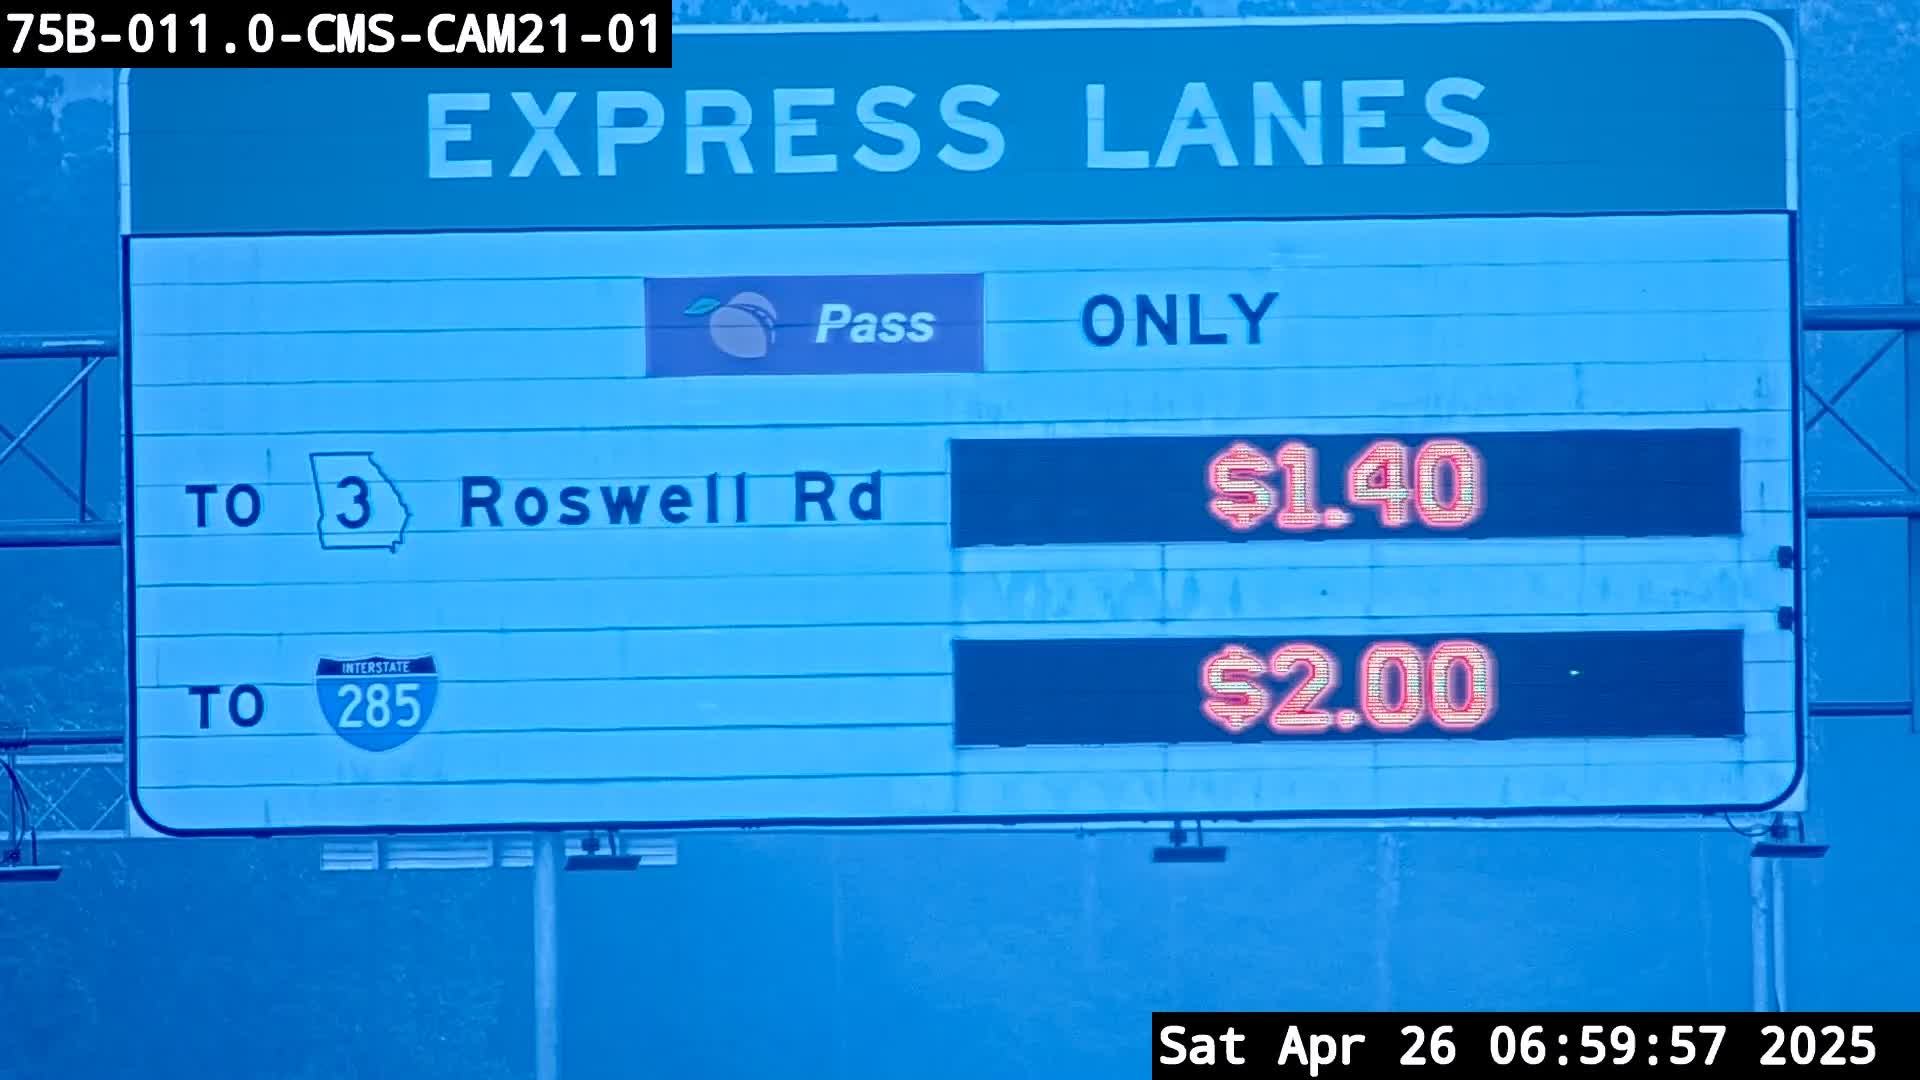 75B-011.0-CMS-CAM21-01
EXPRESS LANES
Pass ONLY
TO 3 Roswell Rd $1.40
INTERSTATE
TO 285 $2.00
Sat Apr 26 06:59:57 2025